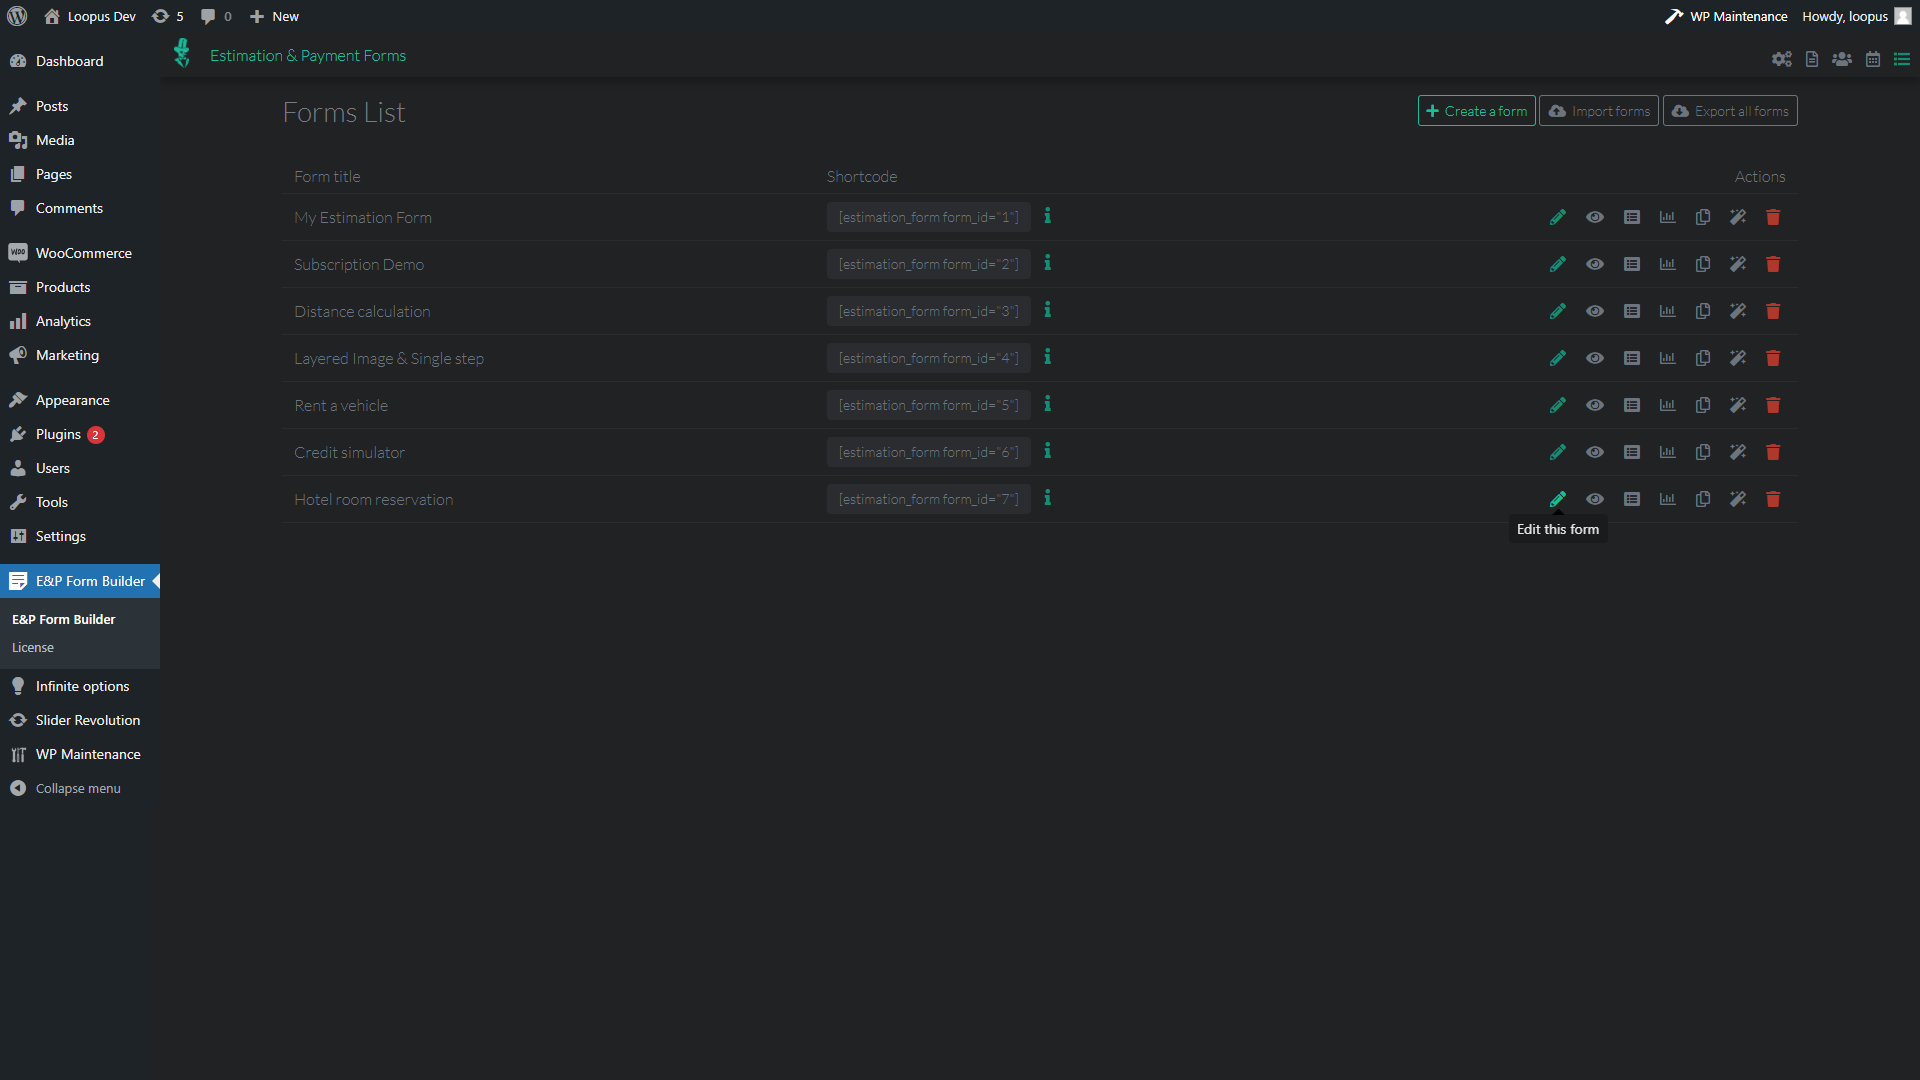 Loopus Dev
5
0
New
WP Maintenance
Howdy, loopus
Dashboard
Posts
Media
Pages
Comments
WooCommerce
Products
Analytics
Marketing
Appearance
Plugins 2
Users
Tools
Settings
E&P Form Builder
E&P Form Builder
License
Infinite options
Slider Revolution
WP Maintenance
Collapse menu
Estimation & Payment Forms
Forms List
Create a form
Import forms
Export all forms
Form title Shortcode Actions
My Estimation Form [estimation_form form_id="1"]
Subscription Demo [estimation_form form_id="2"]
Distance calculation [estimation_form form_id="3"]
Layered Image & Single step [estimation_form form_id="4"]
Rent a vehicle [estimation_form form_id="5"]
Credit simulator [estimation_form form_id="6"]
Hotel room reservation [estimation_form form_id="7"]
Edit this form